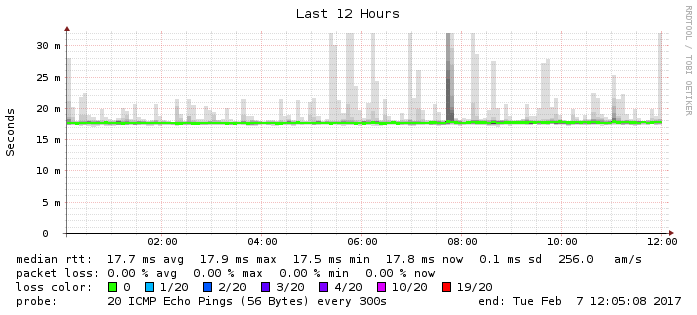 Last 12 Hours
RRDTOOL / TOBI OETIKER
Seconds
30 m
25 m
20 m
15 m
10 m
5 m
0
02:00 04:00 06:00 08:00 10:00 12:00
median rtt: 17.7 ms avg 17.9 ms max 17.5 ms min 17.8 ms now 0.1 ms sd 256.0 am/s
packet loss: 0.00 % avg 0.00 % max 0.00 % min 0.00 % now
loss color: 0 1/20 2/20 3/20 4/20 10/20 19/20
probe: 20 ICMP Echo Pings (56 Bytes) every 300s end: Tue Feb 7 12:05:08 2017